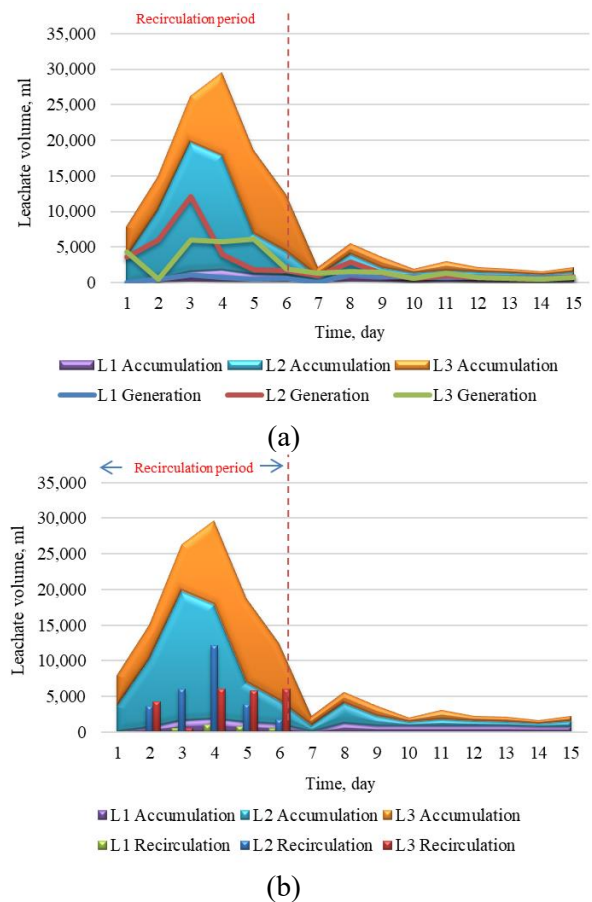 Recirculation period
35,000
30,000
25,000
20,000
15,000
10,000
5,000
0
Leachate volume, ml
1 2 3 4 5 6 7 8 9 10 11 12 13 14 15
Time, day
L1 Accumulation L2 Accumulation L3 Accumulation
L1 Generation L2 Generation L3 Generation
(a)
Recirculation period
35,000
30,000
25,000
20,000
15,000
10,000
5,000
0
Leachate volume, ml
1 2 3 4 5 6 7 8 9 10 11 12 13 14 15
Time, day
L1 Accumulation L2 Accumulation L3 Accumulation
L1 Recirculation L2 Recirculation L3 Recirculation
(b)